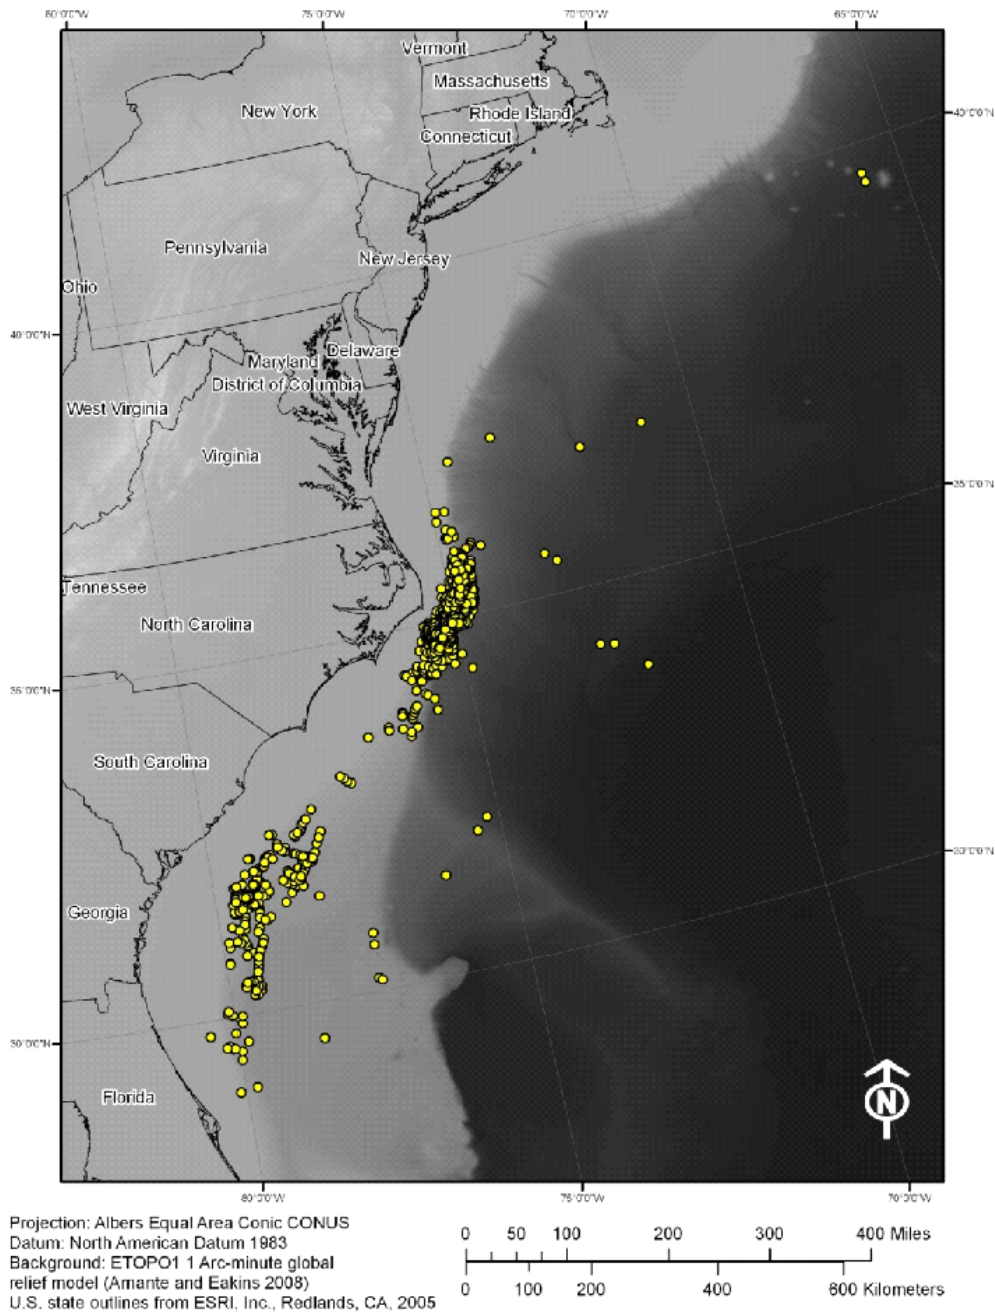 80°0'0"W 75°0'0"W 70°0'0"W 65°0'0"W
Vermont
Massachusetts
New York
Rhode Island
40°0'0"N
Connecticut
Pennsylvania
New Jersey
Ohio
40°0'0"N
Delaware
Maryland
District of Columbia
West Virginia
Virginia
35°0'0"N
Tennessee
North Carolina
35°0'0"N
South Carolina
30°0'0"N
Georgia
30°0'0"N
Florida
N
80°0'0"W 75°0'0"W 70°0'0"W
Projection: Albers Equal Area Conic CONUS
Datum: North American Datum 1983
Background: ETOPO1 1 Arc-minute global
relief model (Amante and Eakins 2008)
U.S. state outlines from ESRI, Inc., Redlands, CA, 2005
0 50 100 200 300 400 Miles
0 100 200 400 600 Kilometers